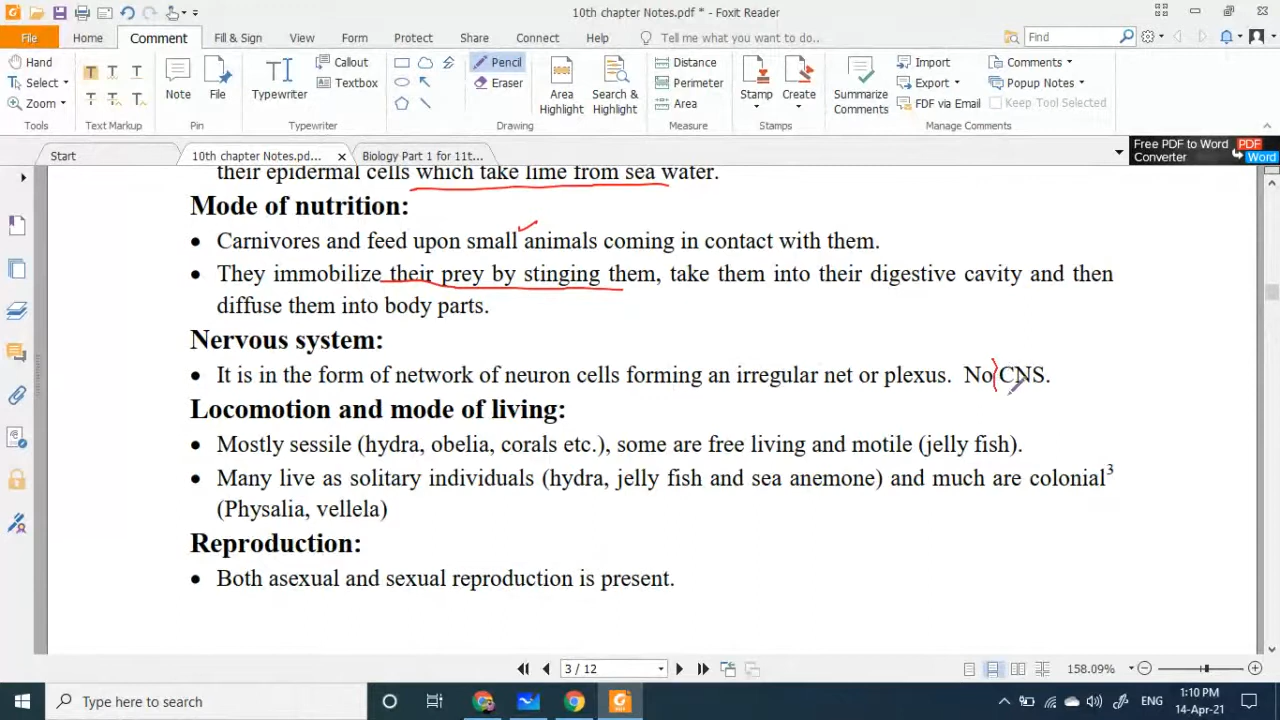 10th chapter Notes.pdf * - Foxit Reader
File Home Comment Fill & Sign View Form Protect Share Connect Help Tell me what you want to do.. Find
Hand
Select
Zoom
Tools
T T T
T T T
Text Markup
Note
File
Pin
Typewriter
Callout
Textbox
Typewriter
Pencil
Eraser
Area Highlight
Search & Highlight
Drawing
Distance
Perimeter
Area
Measure
Stamp
Create
Stamps
Summarize Comments
Import
Export
FDF via Email
Comments
Popup Notes
Keep Tool Selected
Manage Comments
Start 10th chapter Notes.pd... Biology Part 1 for 11t...
Free PDF to Word Converter
PDF
Word
their epidermal cells which take lime from sea water.
Mode of nutrition:
• Carnivores and feed upon small animals coming in contact with them.
• They immobilize their prey by stinging them, take them into their digestive cavity and then
diffuse them into body parts.
Nervous system:
• It is in the form of network of neuron cells forming an irregular net or plexus. No CNS.
Locomotion and mode of living:
• Mostly sessile (hydra, obelia, corals etc.), some are free living and motile (jelly fish).
• Many live as solitary individuals (hydra, jelly fish and sea anemone) and much are colonial³
(Physalia, vellela)
Reproduction:
• Both asexual and sexual reproduction is present.
3 / 12
158.09%
Type here to search
ENG
1:10 PM
14-Apr-21